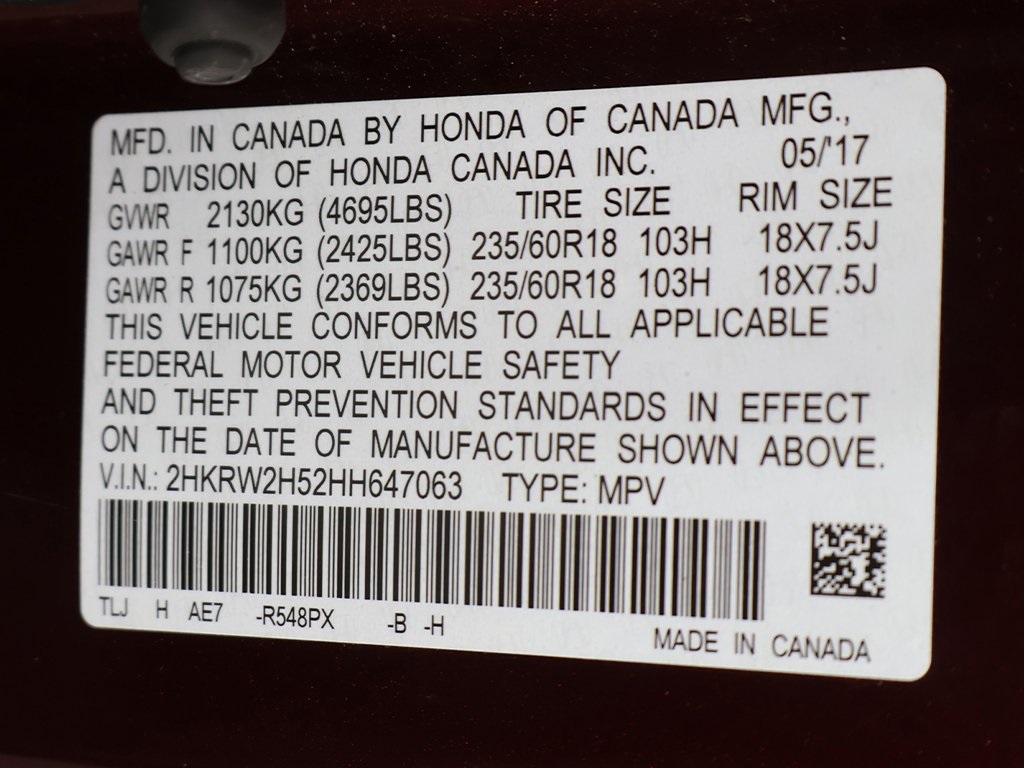 MFD. IN CANADA BY HONDA OF CANADA MFG.,
A DIVISION OF HONDA CANADA INC. 05/'17
GVWR 2130KG (4695LBS) TIRE SIZE RIM SIZE
GAWR F 1100KG (2425LBS) 235/60R18 103H 18X7.5J
GAWR R 1075KG (2369LBS) 235/60R18 103H 18X7.5J
THIS VEHICLE CONFORMS TO ALL APPLICABLE
FEDERAL MOTOR VEHICLE SAFETY
AND THEFT PREVENTION STANDARDS IN EFFECT
ON THE DATE OF MANUFACTURE SHOWN ABOVE.
V.I.N.: 2HKRW2H52HH647063 TYPE: MPV
TLJ H AE7 -R548PX -B -H
MADE IN CANADA